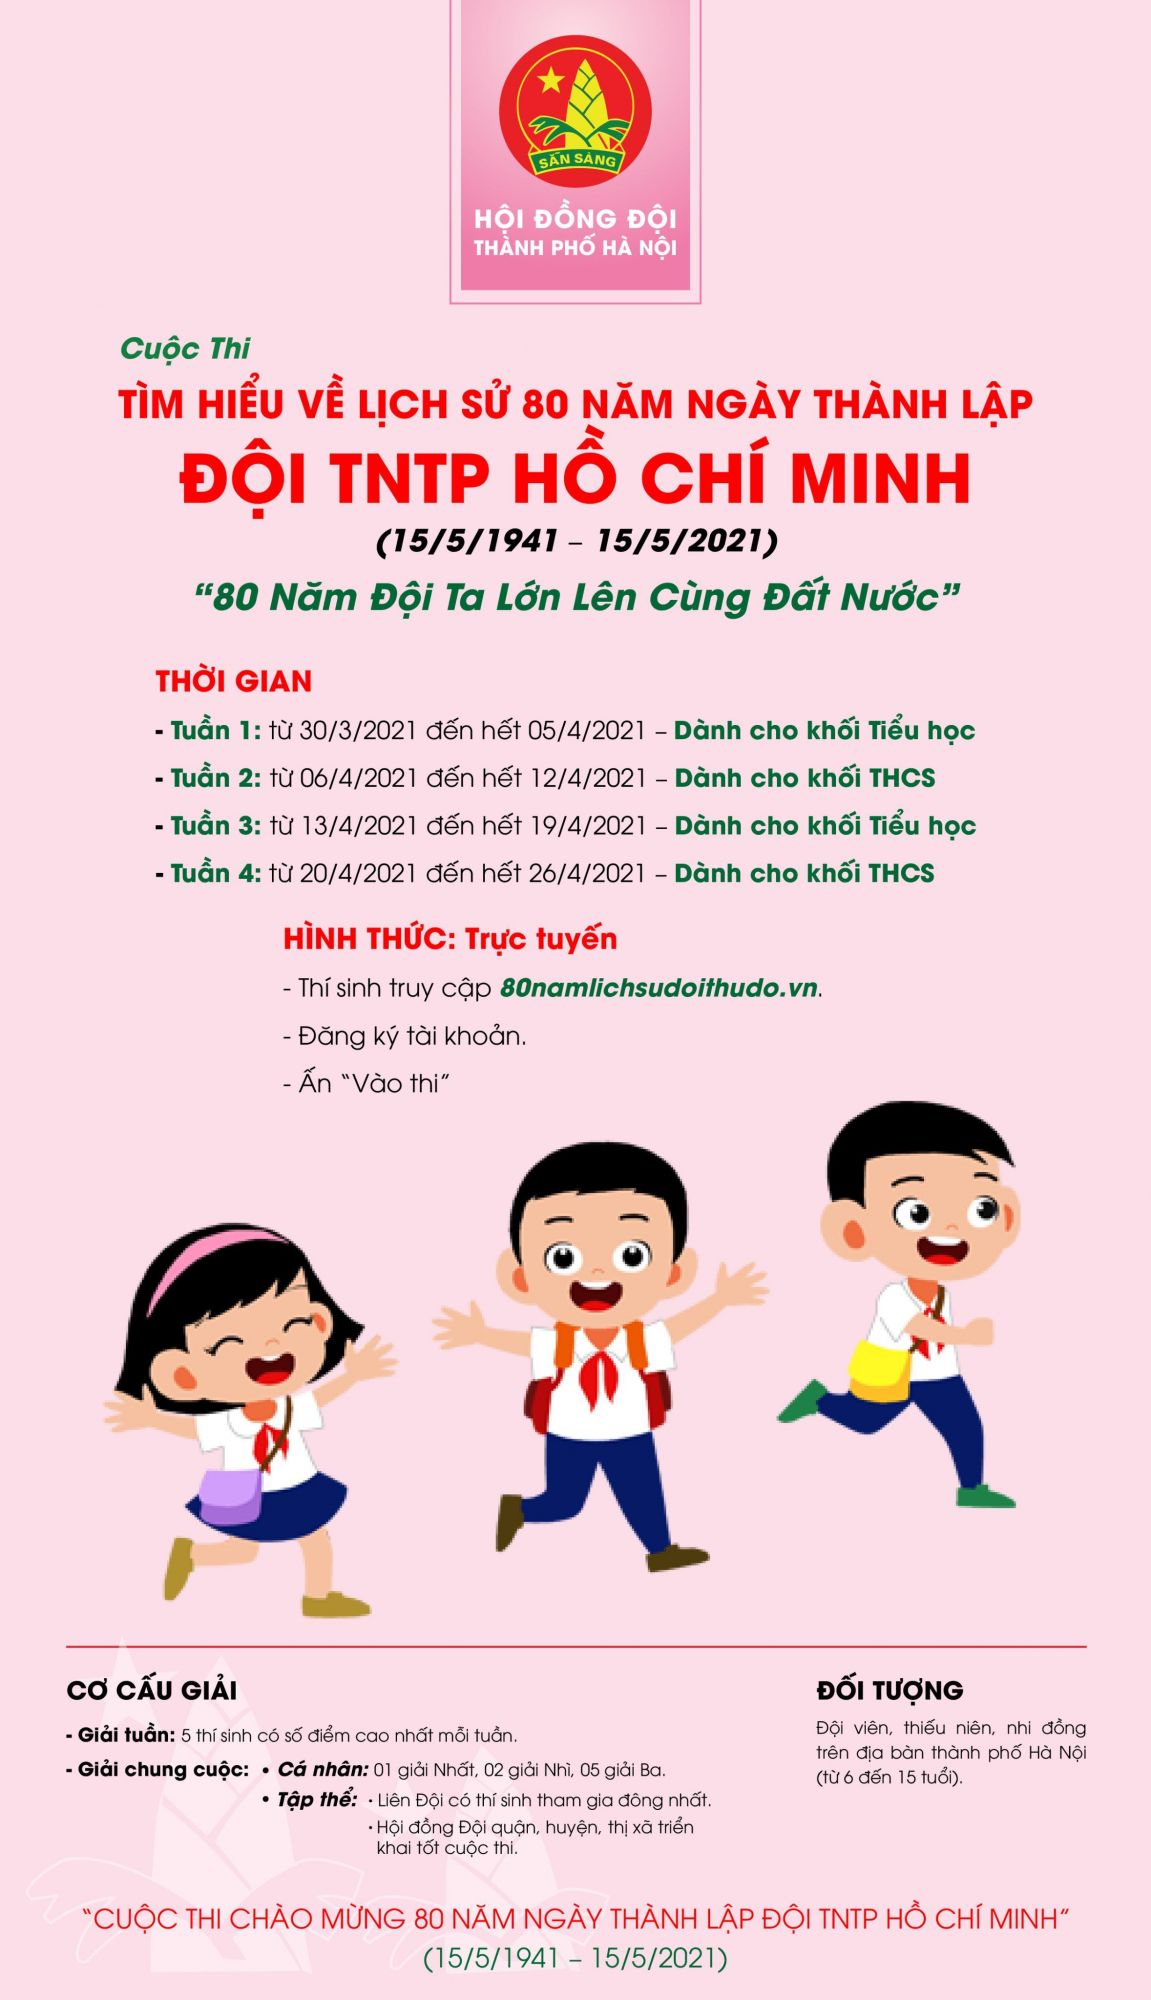 SẴN SÀNG
HỘI ĐỒNG ĐỘI
THÀNH PHỐ HÀ NỘI
Cuộc Thi
TÌM HIỂU VỀ LỊCH SỬ 80 NĂM NGÀY THÀNH LẬP
ĐỘI TNTP HỒ CHÍ MINH
(15/5/1941 – 15/5/2021)
“80 Năm Đội Ta Lớn Lên Cùng Đất Nước”
THỜI GIAN
- Tuần 1: từ 30/3/2021 đến hết 05/4/2021 – Dành cho khối Tiểu học
- Tuần 2: từ 06/4/2021 đến hết 12/4/2021 – Dành cho khối THCS
- Tuần 3: từ 13/4/2021 đến hết 19/4/2021 – Dành cho khối Tiểu học
- Tuần 4: từ 20/4/2021 đến hết 26/4/2021 – Dành cho khối THCS
HÌNH THỨC: Trực tuyến
- Thí sinh truy cập 80namlichsudoithudo.vn.
- Đăng ký tài khoản.
- Ấn “Vào thi”
CƠ CẤU GIẢI
- Giải tuần: 5 thí sinh có số điểm cao nhất mỗi tuần.
- Giải chung cuộc: • Cá nhân: 01 giải Nhất, 02 giải Nhì, 05 giải Ba.
• Tập thể: · Liên Đội có thí sinh tham gia đông nhất.
· Hội đồng Đội quận, huyện, thị xã triển
khai tốt cuộc thi.
ĐỐI TƯỢNG
Đội viên, thiếu niên, nhi đồng
trên địa bàn thành phố Hà Nội
(từ 6 đến 15 tuổi).
“CUỘC THI CHÀO MỪNG 80 NĂM NGÀY THÀNH LẬP ĐỘI TNTP HỒ CHÍ MINH”
(15/5/1941 – 15/5/2021)